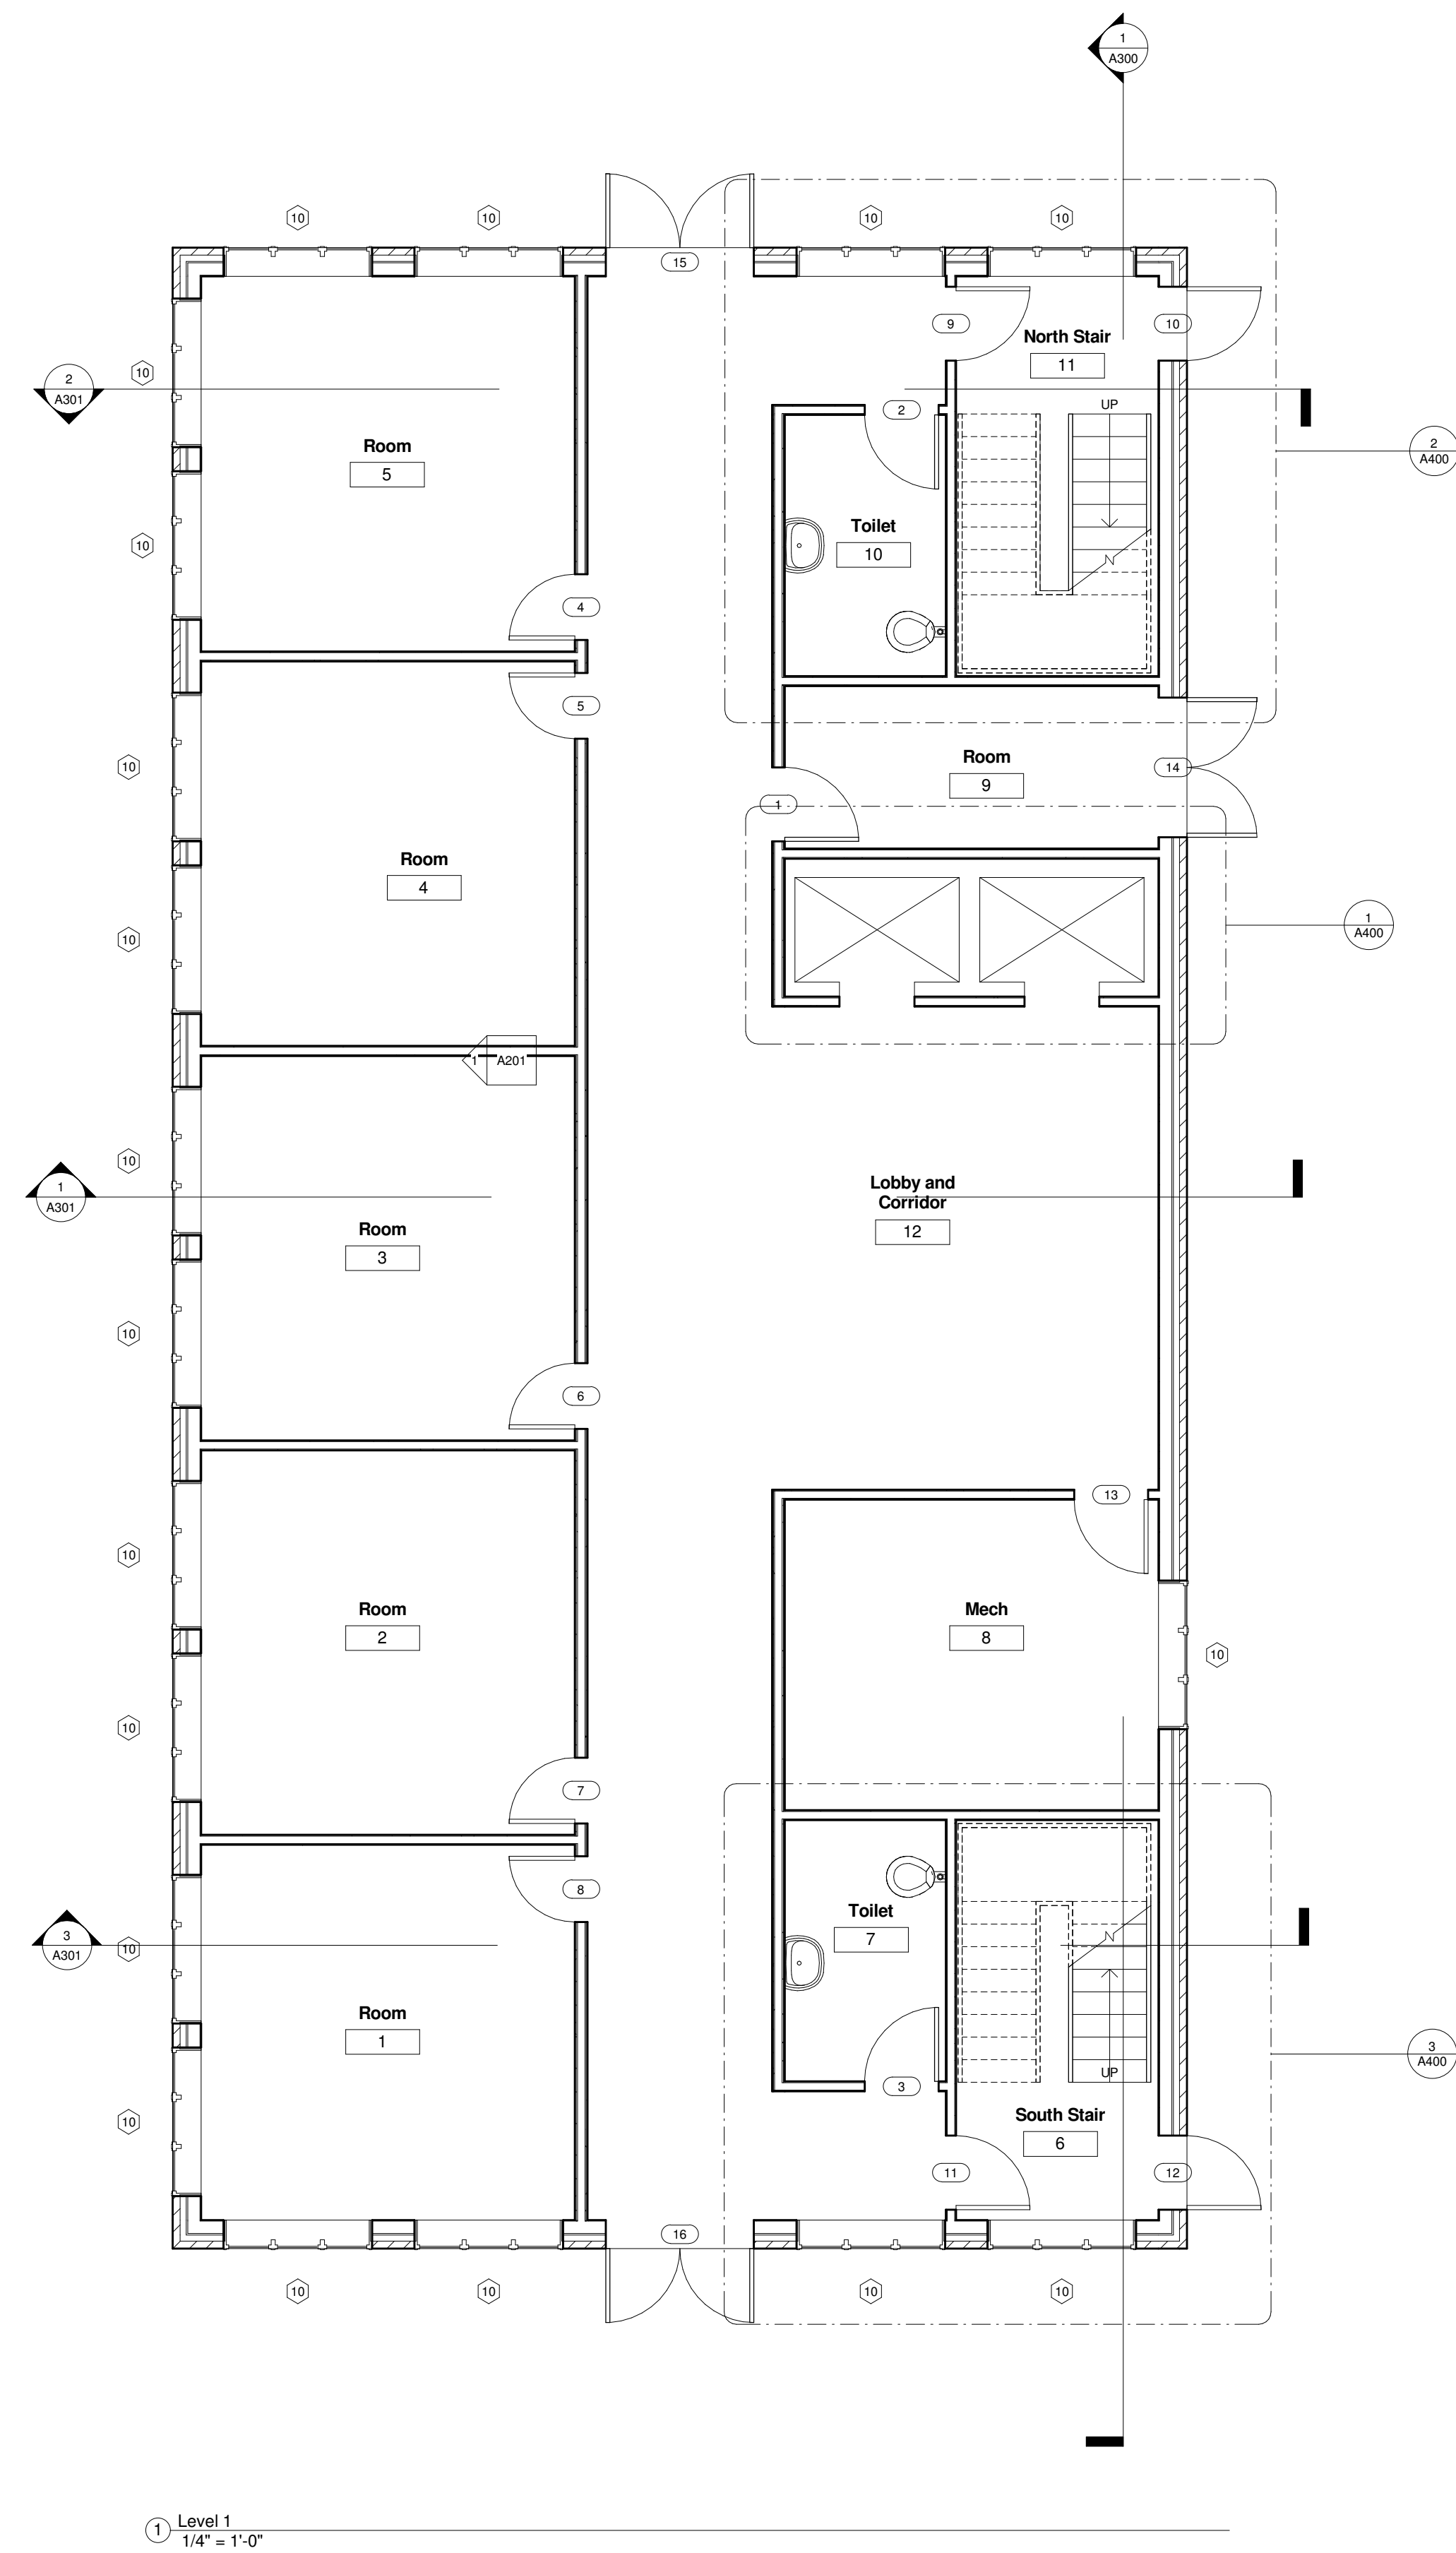 1
A300
10
10
10
10
15
9
10
North Stair
11
10
2
A301
2
UP
Room
5
2
A400
Toilet
10
10
N
4
5
Room
9
10
14
1
Room
4
1
A400
10
1
A201
10
Lobby and
Corridor
12
1
A301
Room
3
10
6
13
10
Room
2
Mech
8
10
10
7
8
Toilet
7
3
A301
10
N
Room
1
3
A400
UP
3
South Stair
6
10
11
12
16
10
10
10
10
1
Level 1
1/4" = 1'-0"